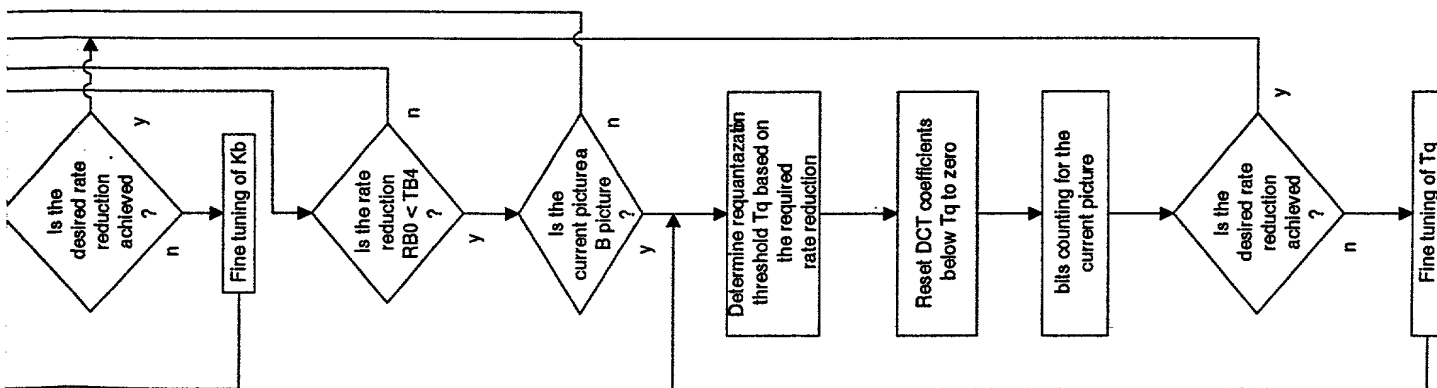 Is the
desired rate
reduction
achieved
?
y
n
Fine tuning of Kb
Is the rate
reduction
RB0 < TB4
?
n
y
Is the
current picturea
B picture
?
n
y
Determine requantazation
threshold Tq based on
the required
rate reduction
Reset DCT coefficients
below Tq to zero
bits counting for the
current picture
Is the
desired rate
reduction
achieved
?
y
n
Fine tuning of Tq